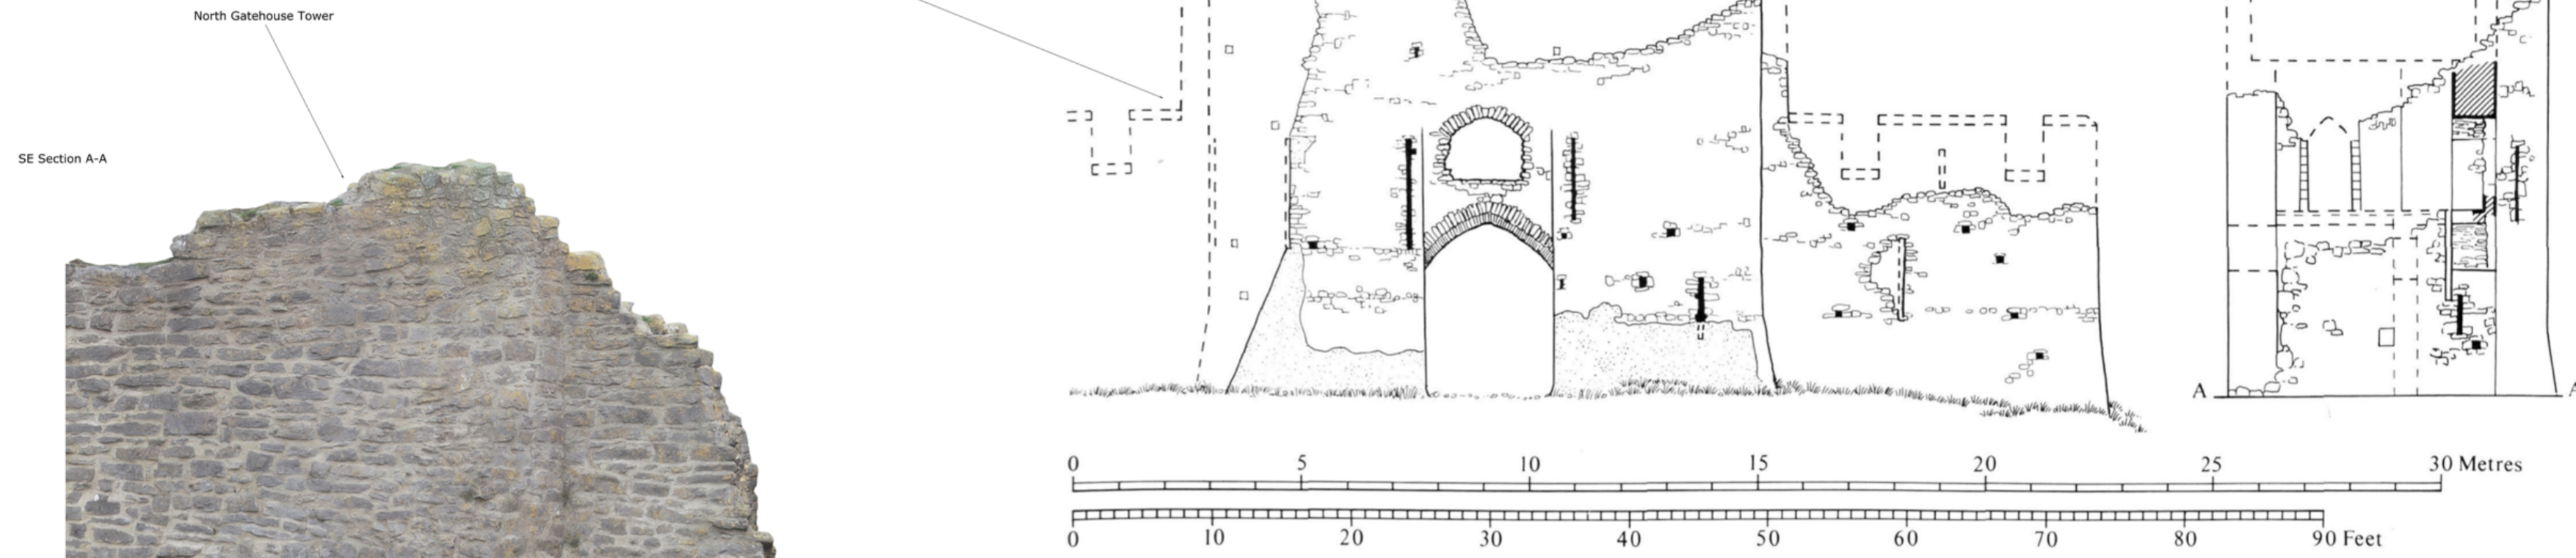 North Gatehouse Tower
SE Section A-A
A
A
0 5 10 15 20 25 30 Metres
0 10 20 30 40 50 60 70 80 90 Feet